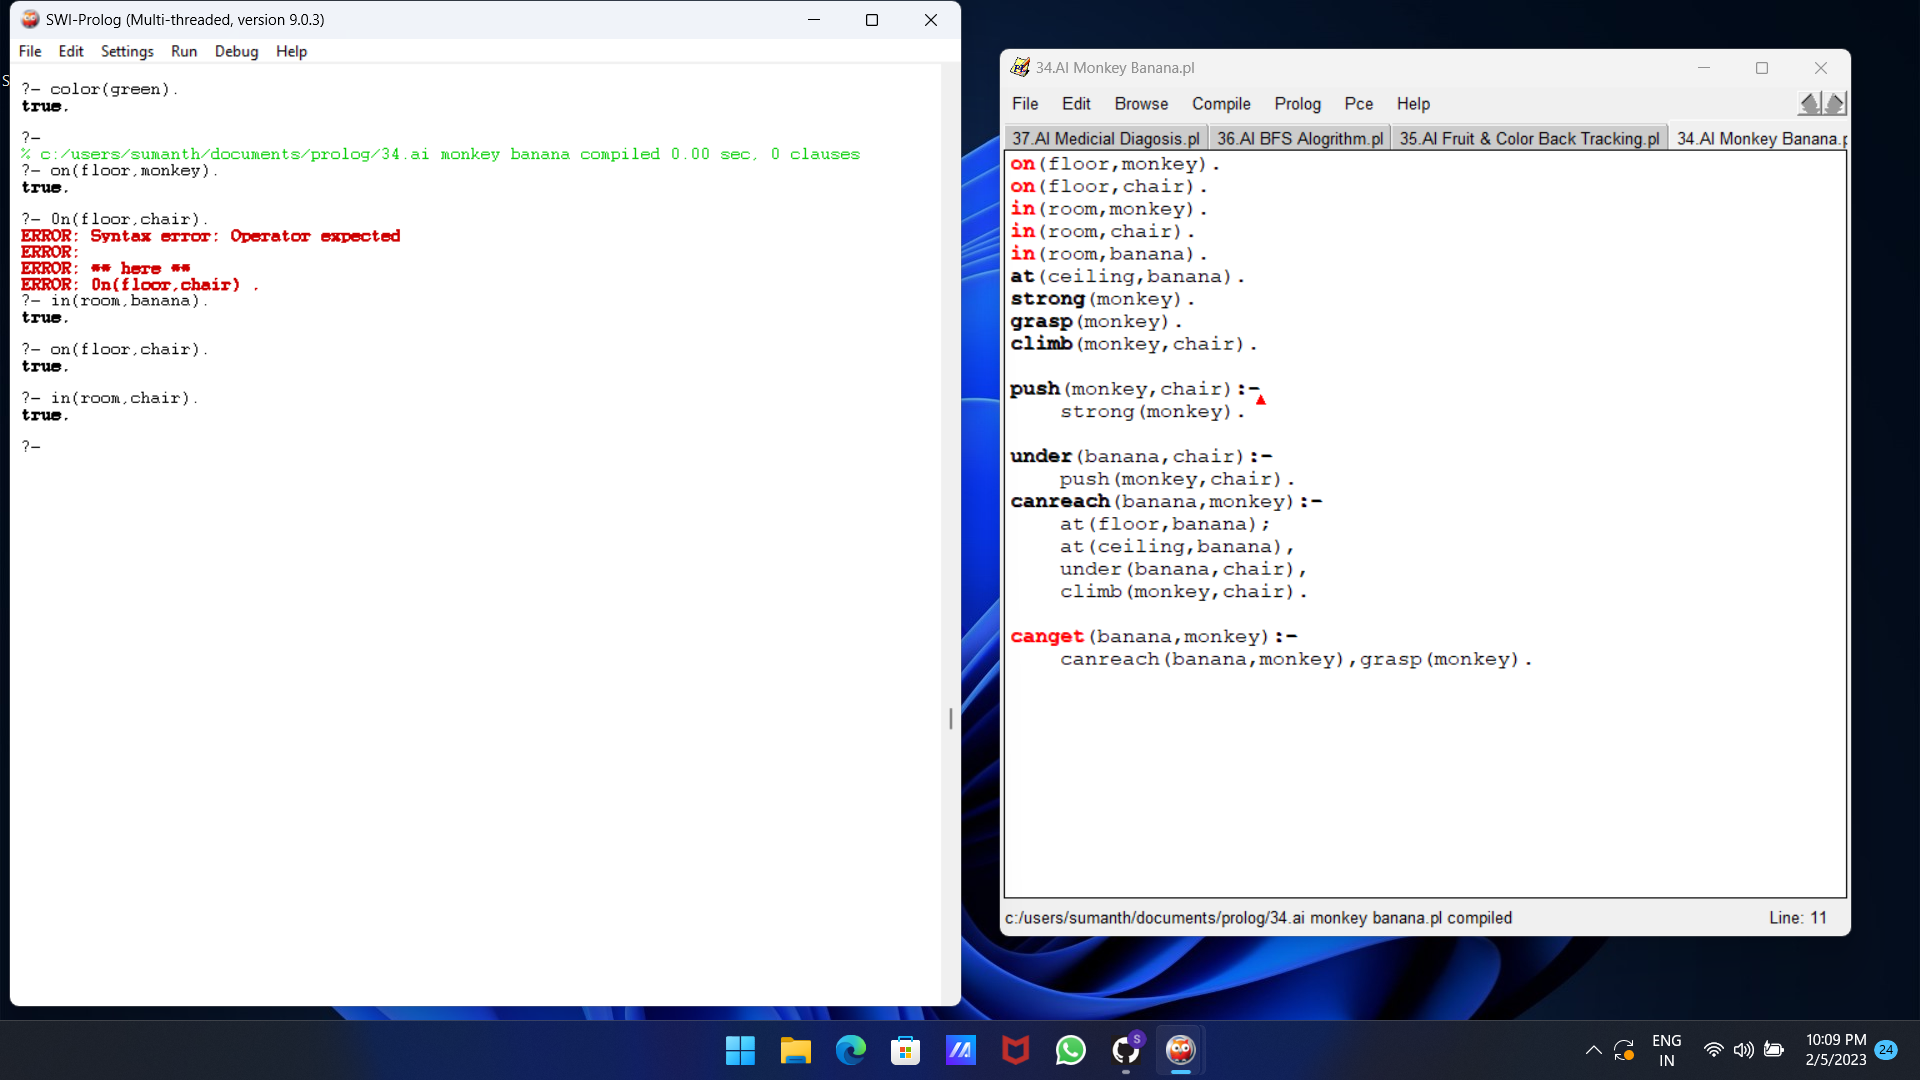 SWI-Prolog (Multi-threaded, version 9.0.3)
File Edit Settings Run Debug Help
?- color(green).
true.
?-
% c:/users/sumanth/documents/prolog/34.ai monkey banana compiled 0.00 sec, 0 clauses
?- on(floor,monkey).
true.
?- 0n(floor,chair).
ERROR: Syntax error: Operator expected
ERROR:
ERROR: ** here **
ERROR: 0n(floor,chair) .
?- in(room,banana).
true.
?- on(floor,chair).
true.
?- in(room,chair).
true.
?-
S
34.AI Monkey Banana.pl
File Edit Browse Compile Prolog Pce Help
37.AI Medicial Diagosis.pl 36.AI BFS Alogrithm.pl 35.AI Fruit & Color Back Tracking.pl 34.AI Monkey Banana.p
on(floor,monkey).
on(floor,chair).
in(room,monkey).
in(room,chair).
in(room,banana).
at(ceiling,banana).
strong(monkey).
grasp(monkey).
climb(monkey,chair).
push(monkey,chair):-
strong(monkey).
under(banana,chair):-
push(monkey,chair).
canreach(banana,monkey):-
at(floor,banana);
at(ceiling,banana),
under(banana,chair),
climb(monkey,chair).
canget(banana,monkey):-
canreach(banana,monkey),grasp(monkey).
c:/users/sumanth/documents/prolog/34.ai monkey banana.pl compiled Line: 11
S
ENG
IN
10:09 PM
2/5/2023
24